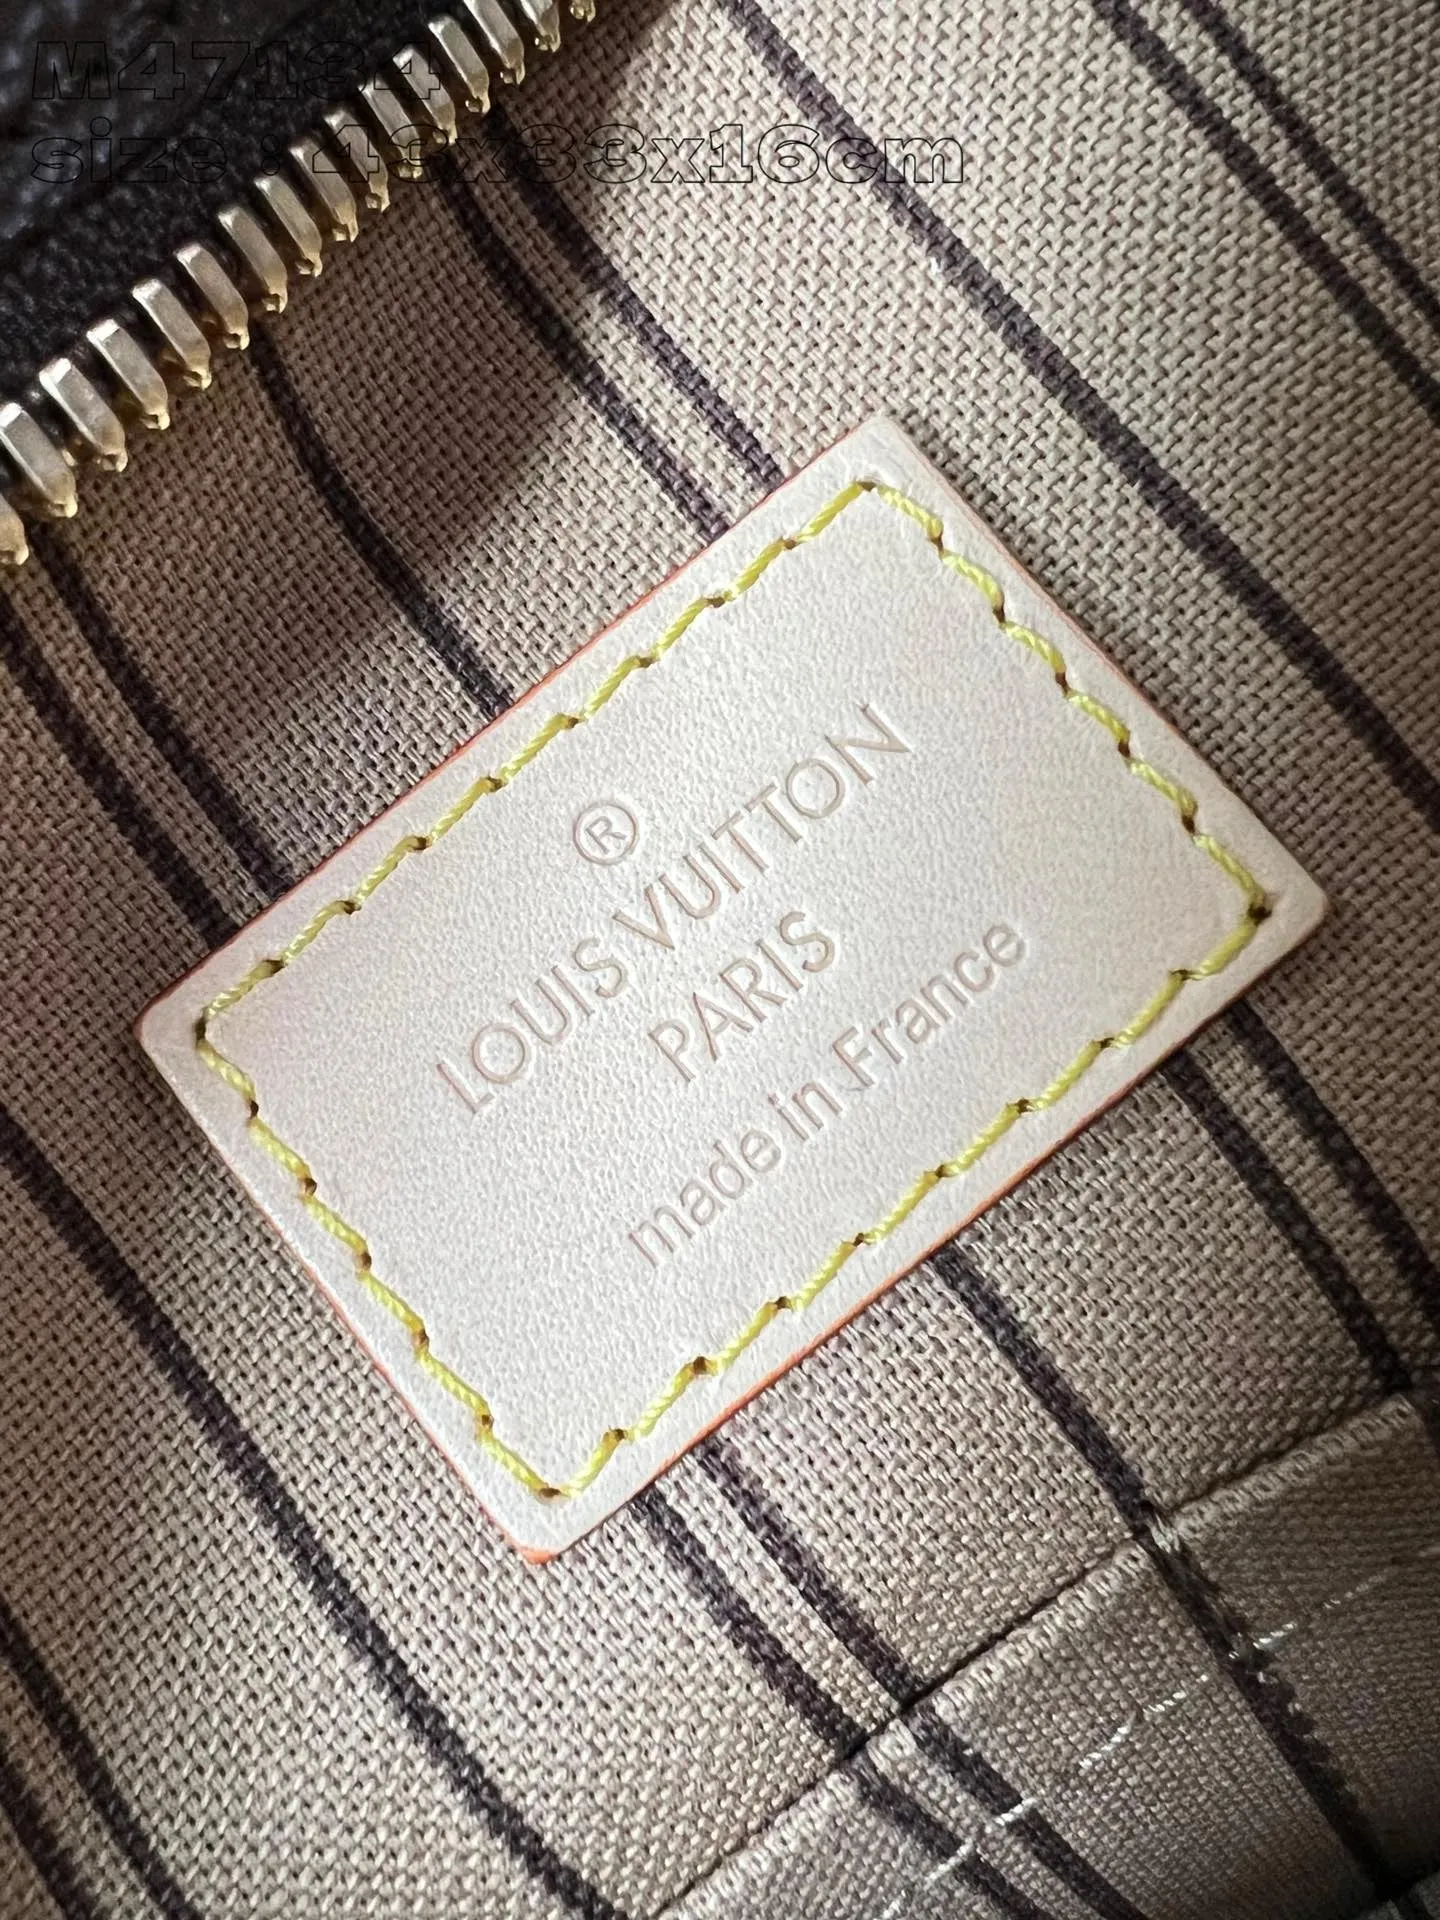 M47134
size：43x33x16cm
®
LOUIS VUITTON
PARIS
made in France